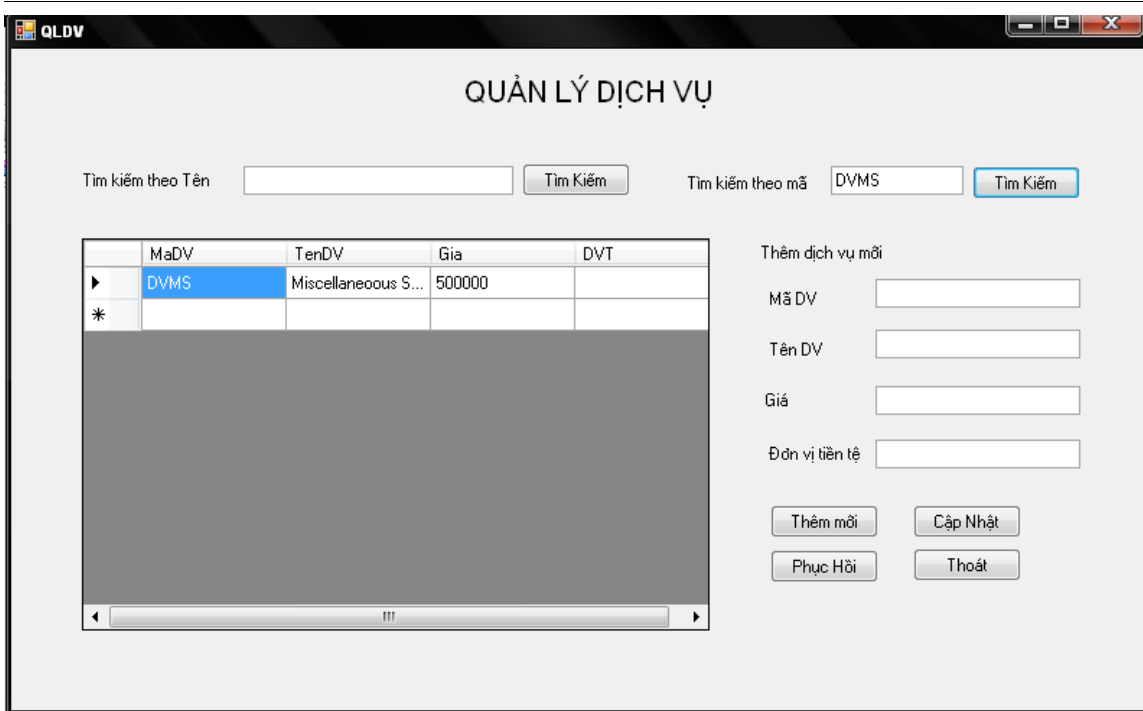 QLDV
QUẢN LÝ DỊCH VỤ
Tìm kiếm theo Tên Tìm Kiếm Tìm kiếm theo mã DVMS Tìm Kiếm
MaDV TenDV Gia DVT
DVMS Miscellaneoous S... 500000
Thêm dịch vụ mới
Mã DV
Tên DV
Giá
Đơn vị tiền tệ
Thêm mới Cập Nhật
Phục Hồi Thoát